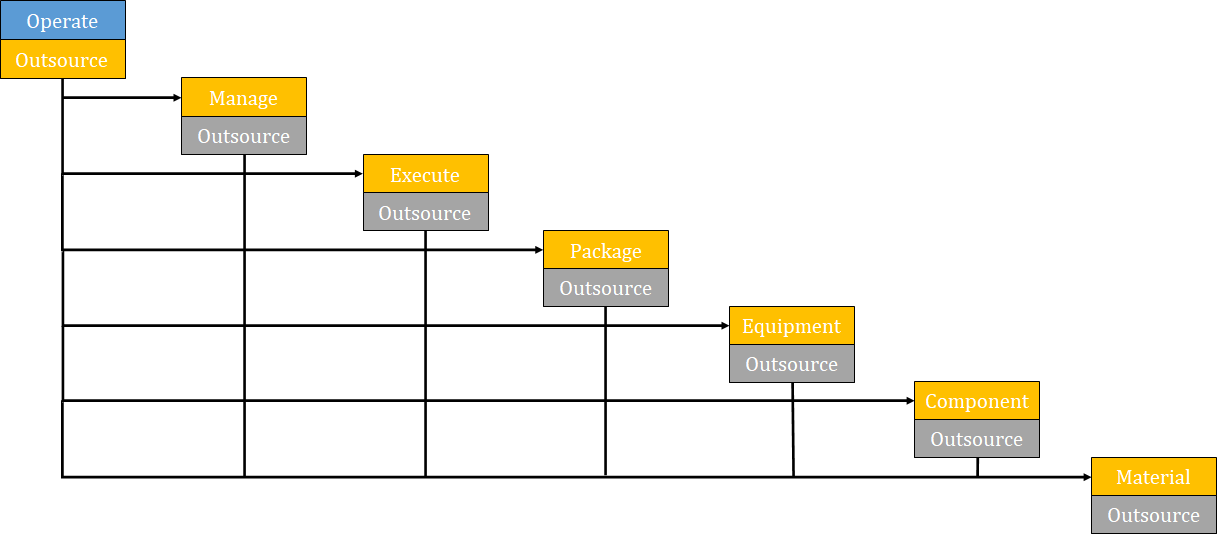 Operate
Outsource
Manage
Outsource
Execute
Outsource
Package
Outsource
Equipment
Outsource
Component
Outsource
Material
Outsource